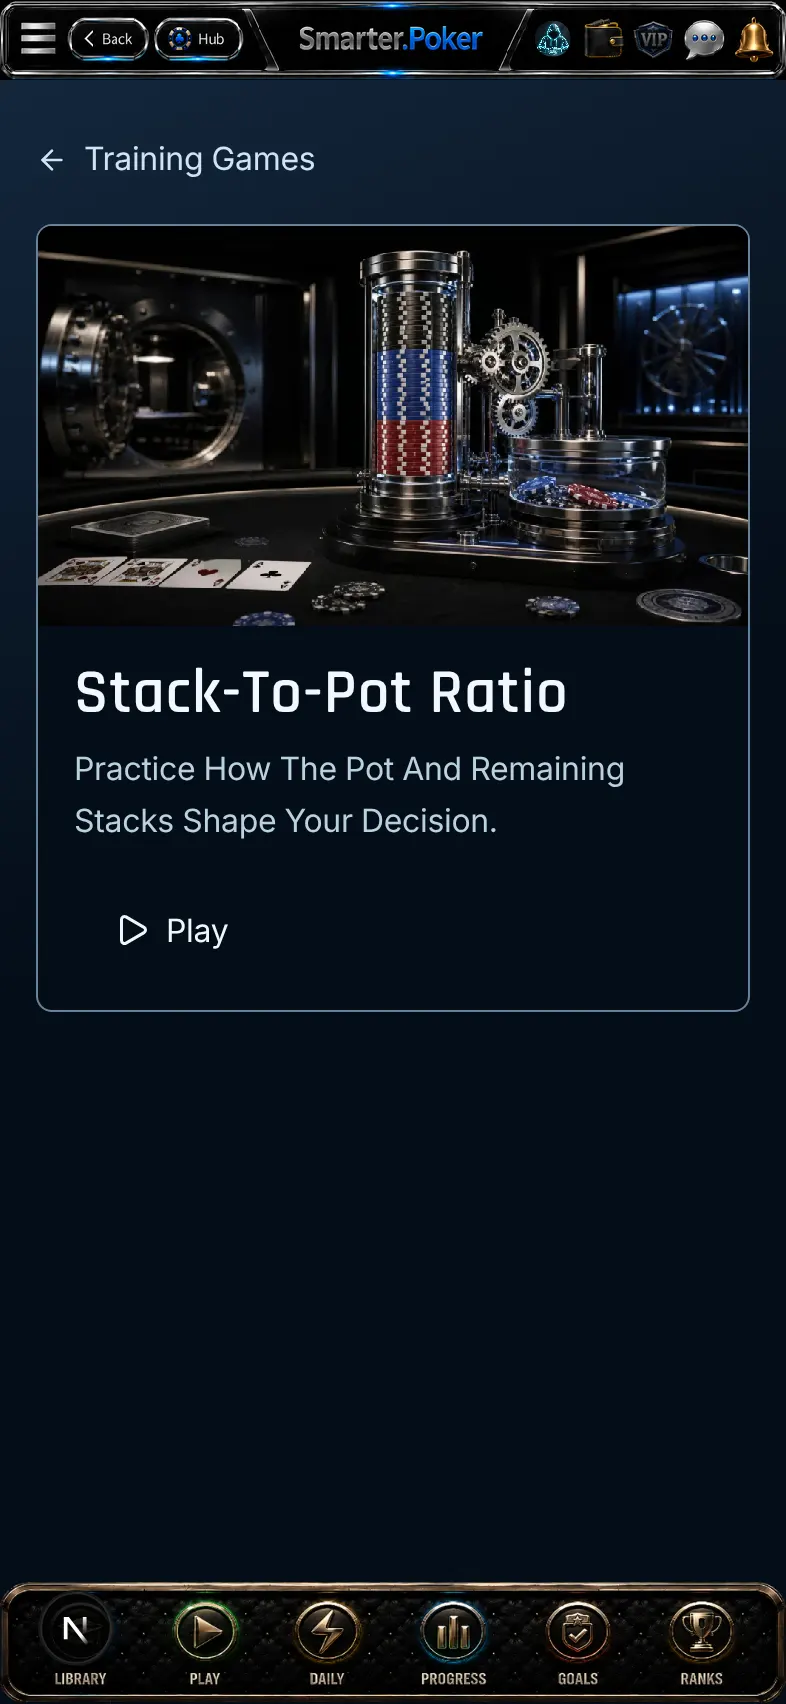 Back
Hub
Smarter.Poker
VIP
Training Games
Stack-To-Pot Ratio
Practice How The Pot And Remaining
Stacks Shape Your Decision.
Play
N
LIBRARY
PLAY
DAILY
PROGRESS
GOALS
RANKS